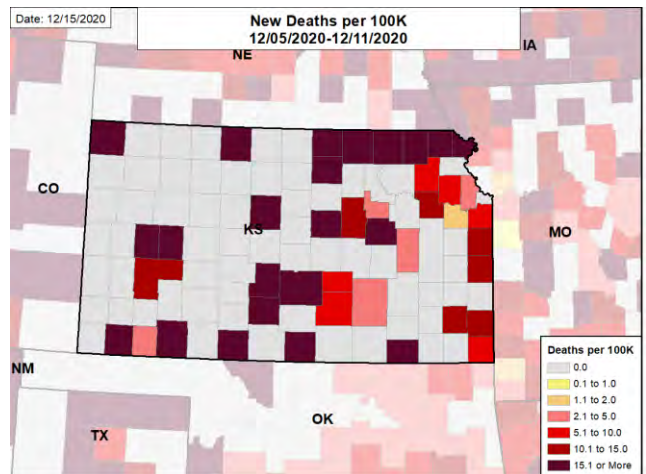 Date: 12/15/2020
New Deaths per 100K
12/05/2020-12/11/2020
NE
IA
CO
KS
MO
NM
OK
TX
Deaths per 100K
0.0
0.1 to 1.0
1.1 to 2.0
2.1 to 5.0
5.1 to 10.0
10.1 to 15.0
15.1 or More